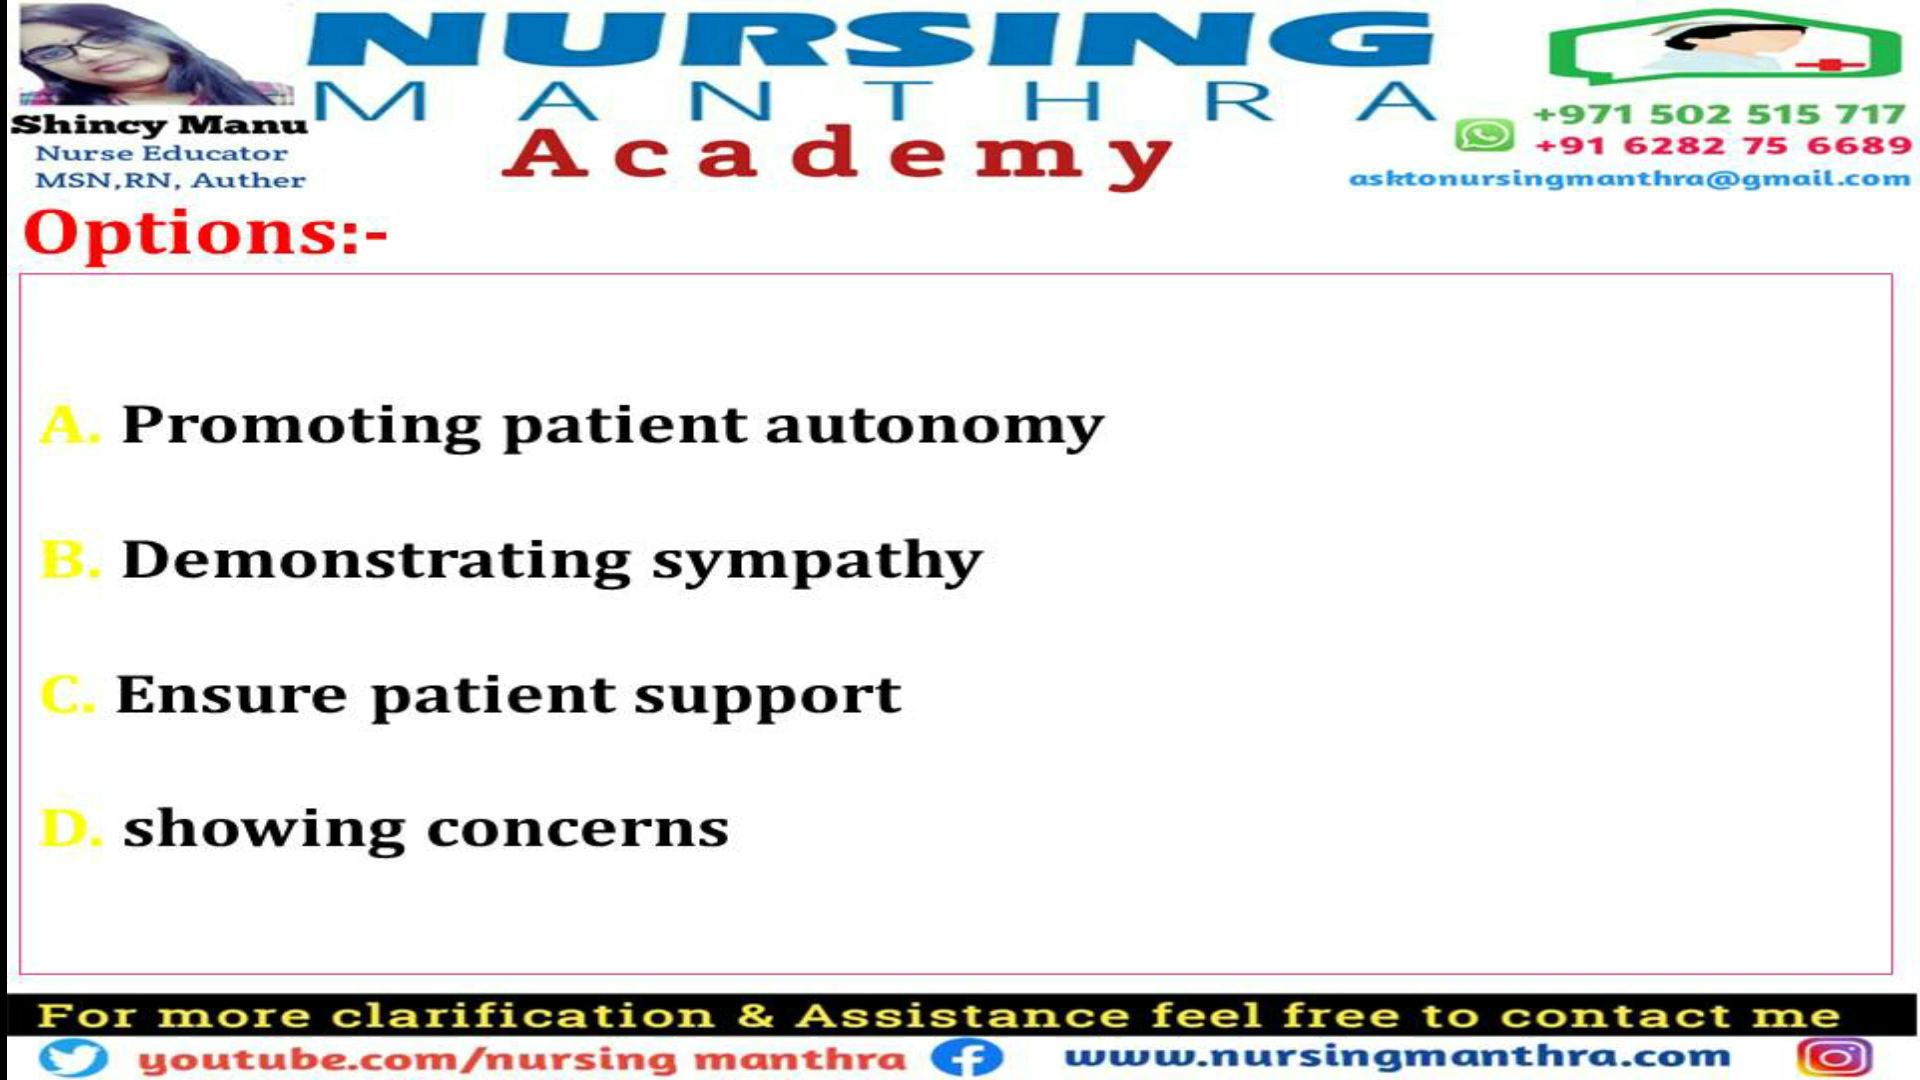 NURSING
MANTHRA
Academy
Shincy Manu
Nurse Educator
MSN,RN, Auther
+971 502 515 717
+91 6282 75 6689
asktonursingmanthra@gmail.com
Options:-
A. Promoting patient autonomy
B. Demonstrating sympathy
C. Ensure patient support
D. showing concerns
For more clarification & Assistance feel free to contact me
youtube.com/nursing manthra
www.nursingmanthra.com